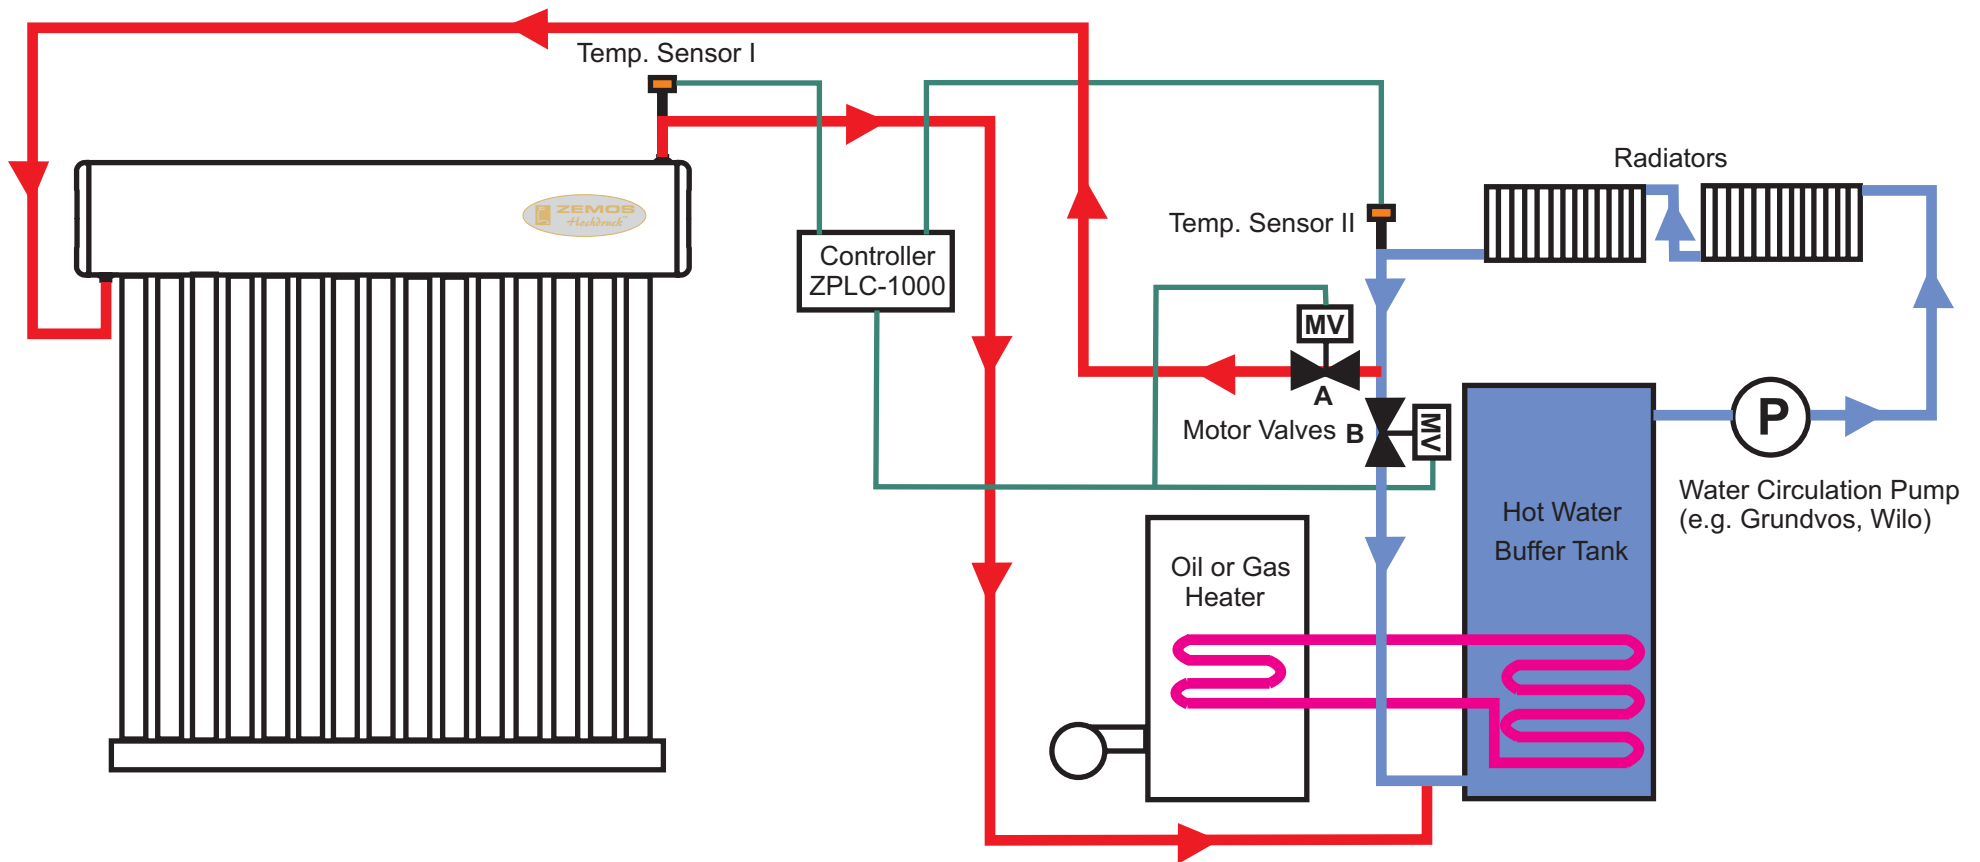 Temp. Sensor I
ZEMOS
Hochdruck
Controller
ZPLC-1000
Temp. Sensor II
Radiators
MV
A
Motor Valves B
MV
P
Water Circulation Pump
(e.g. Grundvos, Wilo)
Hot Water
Buffer Tank
Oil or Gas
Heater